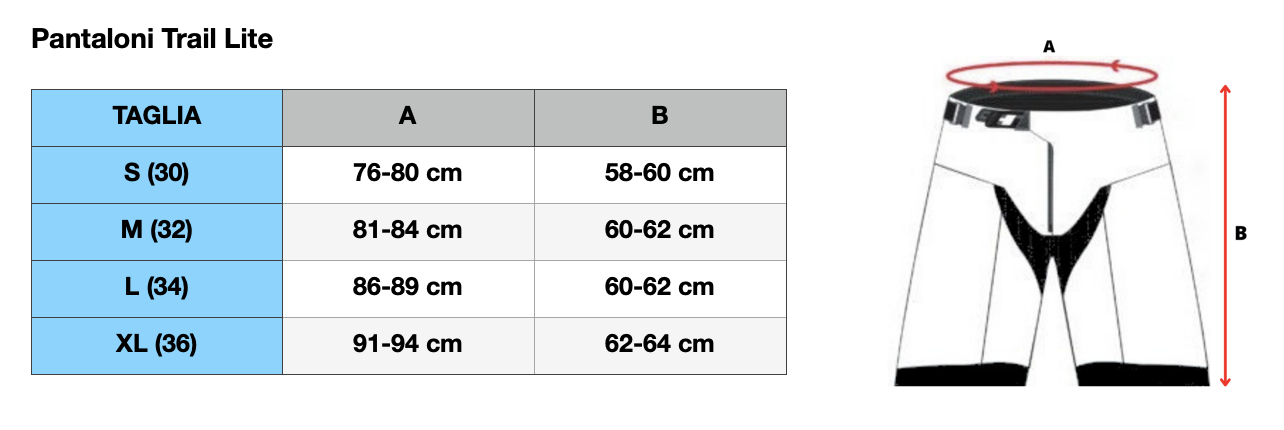 Pantaloni Trail Lite
TAGLIA A B
S (30) 76-80 cm 58-60 cm
M (32) 81-84 cm 60-62 cm
L (34) 86-89 cm 60-62 cm
XL (36) 91-94 cm 62-64 cm
A
B